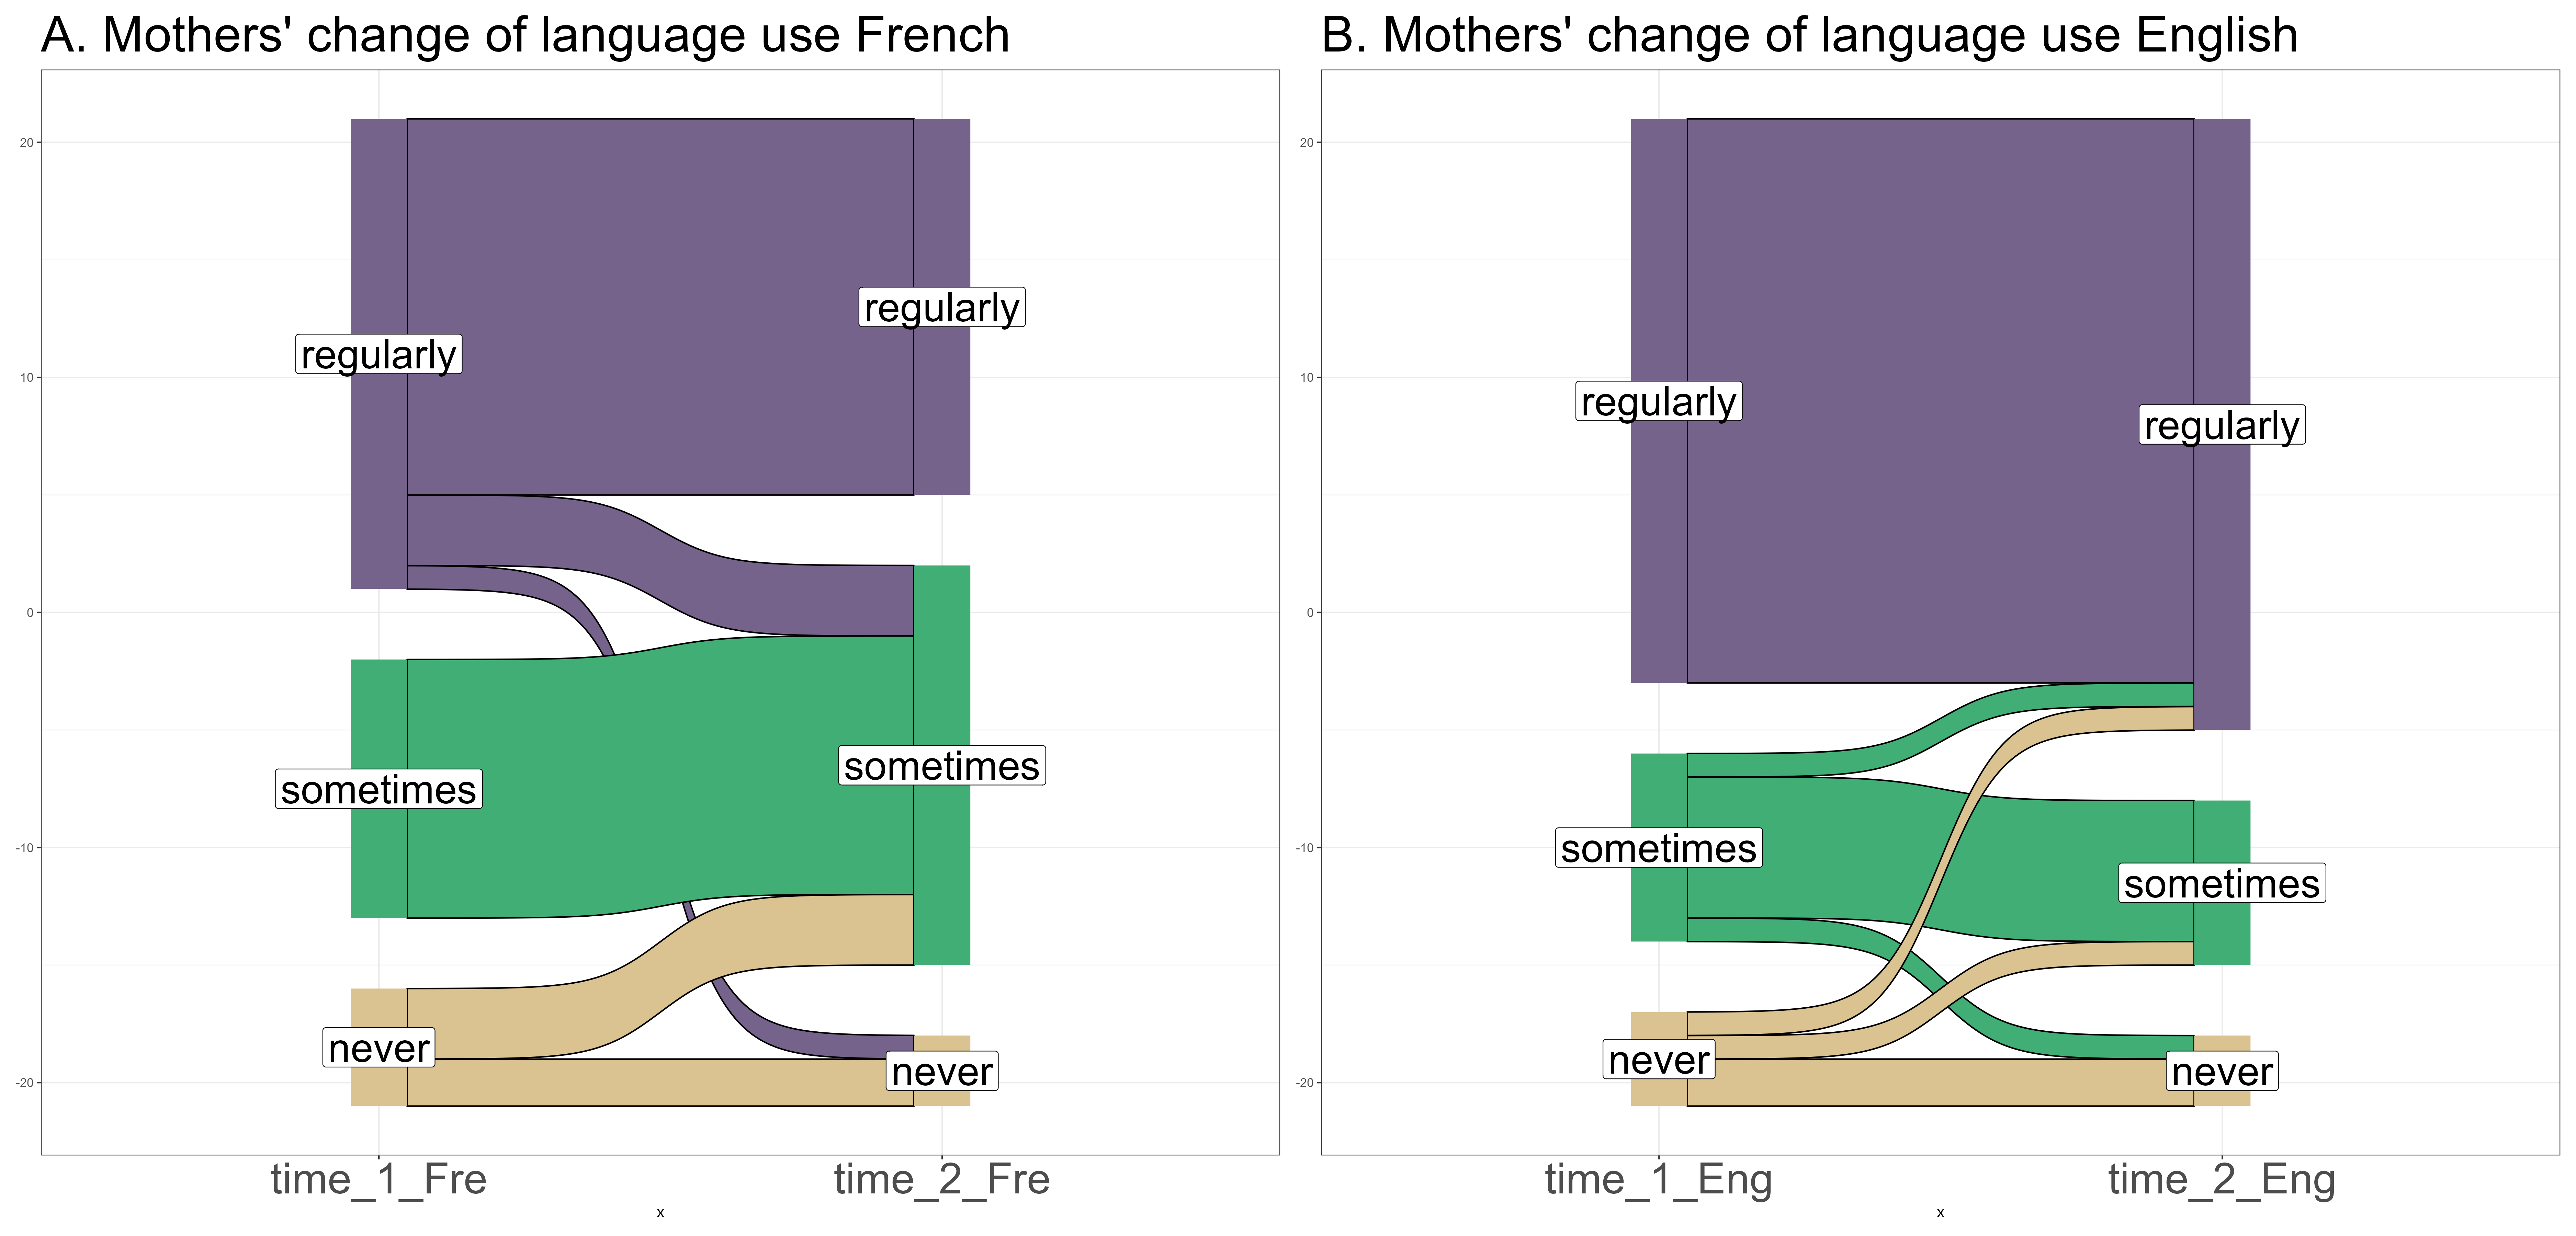 A. Mothers' change of language use French
20
10
0
-10
-20
regularly
regularly
sometimes
sometimes
never
never
time_1_Fre
time_2_Fre
x
B. Mothers' change of language use English
20
10
0
-10
-20
regularly
regularly
sometimes
sometimes
never
never
time_1_Eng
time_2_Eng
x